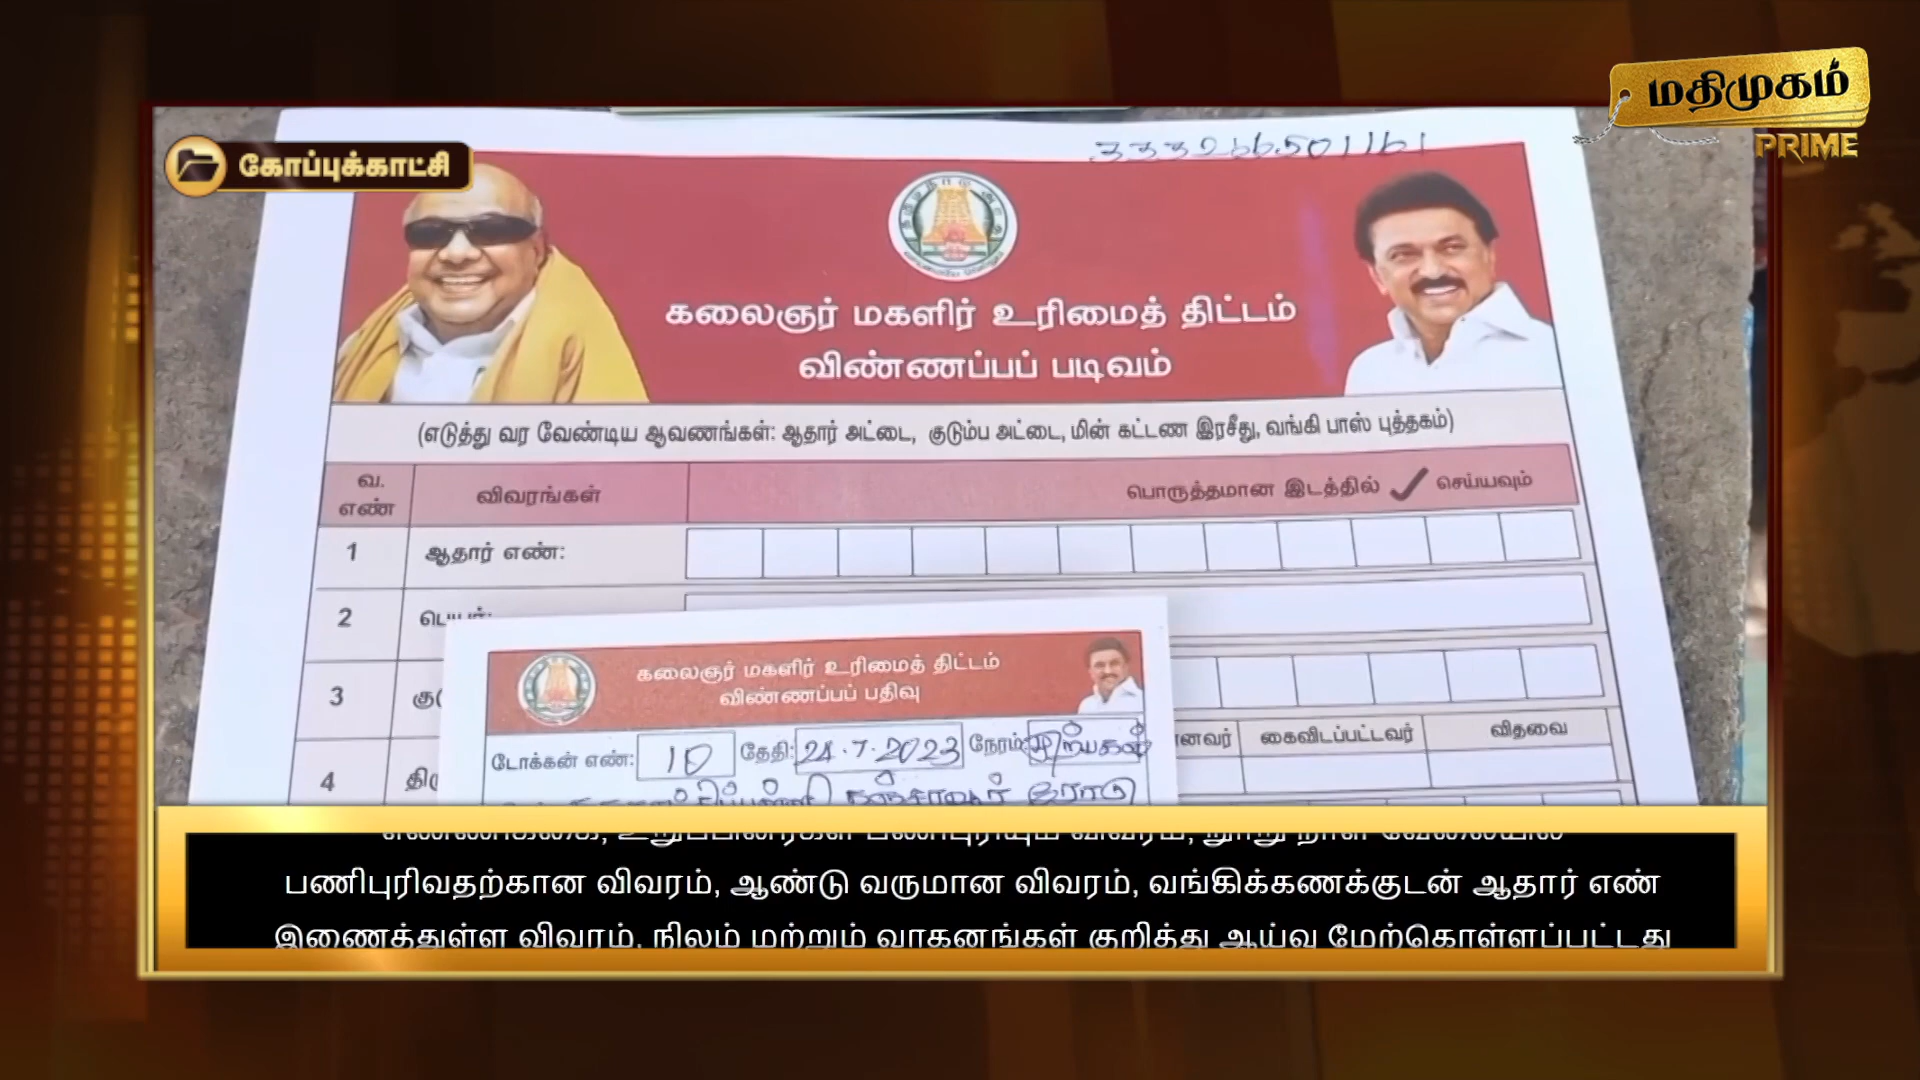 மதிமுகம்
PRIME
கோப்புக்காட்சி
கலைஞர் மகளிர் உரிமைத் திட்டம்
விண்ணப்பப் படிவம்
(எடுத்து வர வேண்டிய ஆவணங்கள்: ஆதார் அட்டை, குடும்ப அட்டை, மின் கட்டண இரசீது, வங்கி பாஸ் புத்தகம்)
வ. எண் விவரங்கள் பொருத்தமான இடத்தில் ✓ செய்யவும்
1 ஆதார் எண்:
2 பெயர்:
3
4
கைவிடப்பட்டவர் விதவை
கலைஞர் மகளிர் உரிமைத் திட்டம்
விண்ணப்பப் பதிவு
டோக்கன் எண்: 10 தேதி: 24.7.2023 நேரம்:
பணிபுரிவதற்கான விவரம், ஆண்டு வருமான விவரம், வங்கிக்கணக்குடன் ஆதார் எண்
இணைத்துள்ள விவரம், நிலம் மற்றும் வாகனங்கள் குறித்து ஆய்வு மேற்கொள்ளப்பட்டது